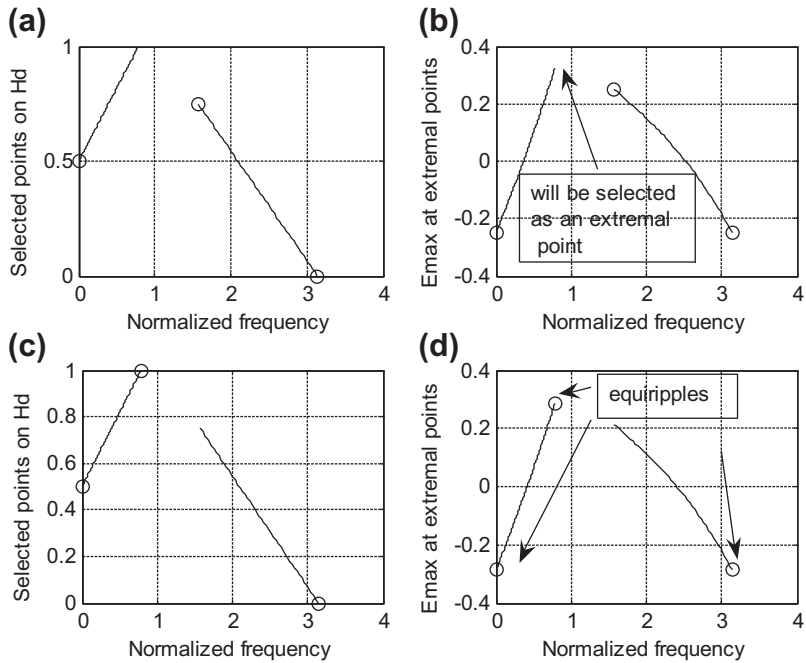 (a)
1
0.5
0
0 1 2 3 4
Selected points on Hd
Normalized frequency
(b)
0.4
0.2
0
-0.2
-0.4
0 1 2 3 4
Emax at extremal points
Normalized frequency
will be selected
as an extremal
point
(c)
1
0.8
0.6
0.4
0.2
0
0 1 2 3 4
Selected points on Hd
Normalized frequency
(d)
0.4
0.2
0
-0.2
-0.4
0 1 2 3 4
Emax at extremal points
Normalized frequency
equiripples